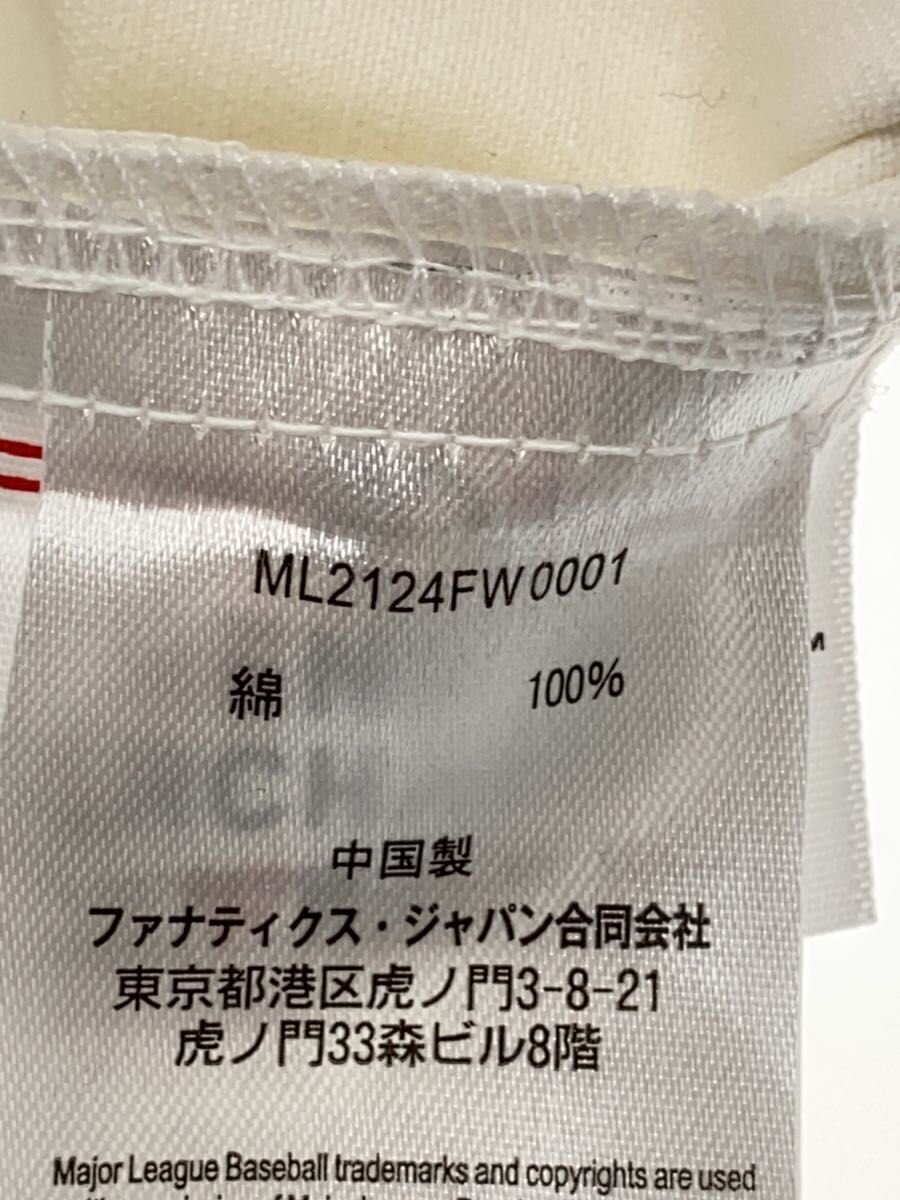 ML2124FW0001
綿 100%
中国製
ファナティクス・ジャパン合同会社
東京都港区虎ノ門3-8-21
虎ノ門33森ビル8階
Major League Baseball trademarks and copyrights are used